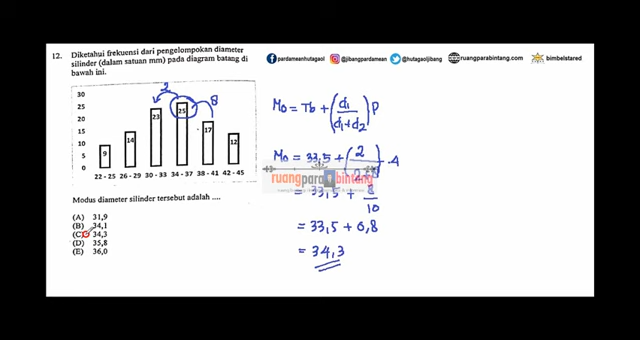 12. Diketahui frekuensi dari pengelompokan diameter
silinder (dalam satuan mm) pada diagram batang di
bawah ini.
pardameanhutagaol @jibangpardamean @hutagaoljibang ruangparabintang.com bimbelstared
30
25
20
15
10
5
0
9 14 23 25 17 12
2 8
22 - 25 26 - 29 30 - 33 34 - 37 38 - 41 42 - 45
Modus diameter silinder tersebut adalah ....
(A) 31,9
(B) 34,1
(C) 34,3
(D) 35,8
(E) 36,0
Mo = Tb + (d1 / d1+d2) P
Mo = 33,5 + (2 / 2+8) . 4
ruangparabintang
= 33,5 + 8/10
= 33,5 + 0,8
= 34,3